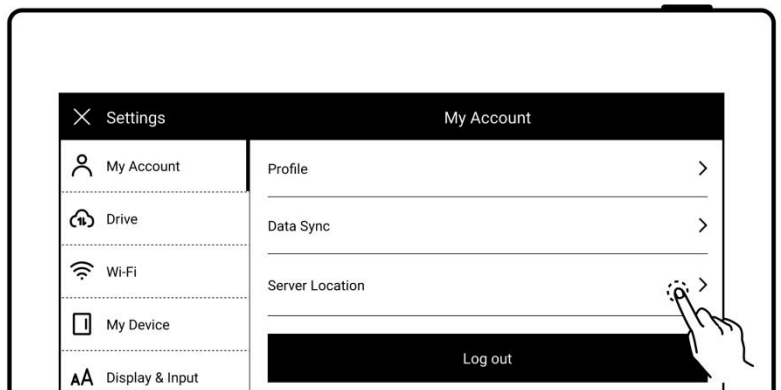 Settings
My Account
My Account
Drive
Wi-Fi
My Device
AA Display & Input
Profile
Data Sync
Server Location
Log out